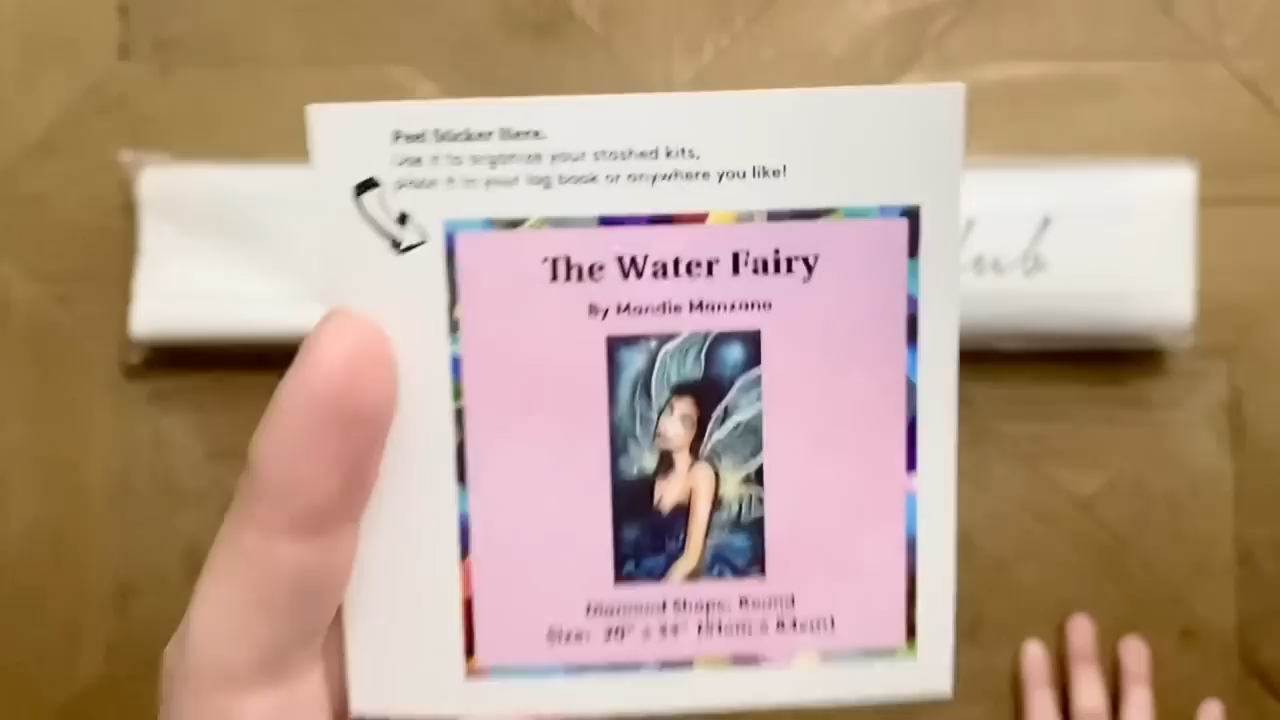 Peel Sticker Here.
Use it to organize your stashed kits,
place it in your log book or anywhere you like!
The Water Fairy
By Mandie Manzano
Diamond Shape: Round
Size: 20" x